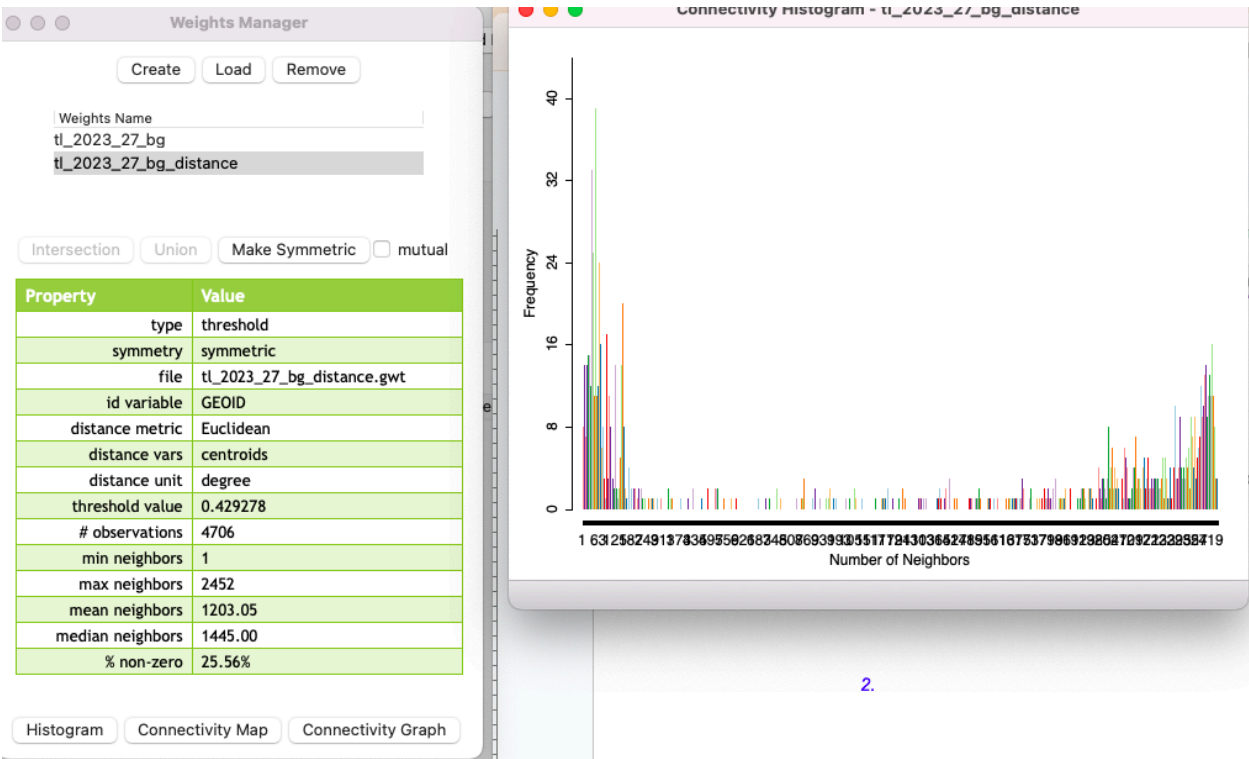 Weights Manager
Create Load Remove
Weights Name
tl_2023_27_bg
tl_2023_27_bg_distance
Intersection Union Make Symmetric mutual
Property Value
type threshold
symmetry symmetric
file tl_2023_27_bg_distance.gwt
id variable GEOID
distance metric Euclidean
distance vars centroids
distance unit degree
threshold value 0.429278
# observations 4706
min neighbors 1
max neighbors 2452
mean neighbors 1203.05
median neighbors 1445.00
% non-zero 25.56%
Histogram Connectivity Map Connectivity Graph
Connectivity Histogram - tl_2023_27_bg_distance
Frequency
40
32
24
16
8
0
1 63
Number of Neighbors
2.